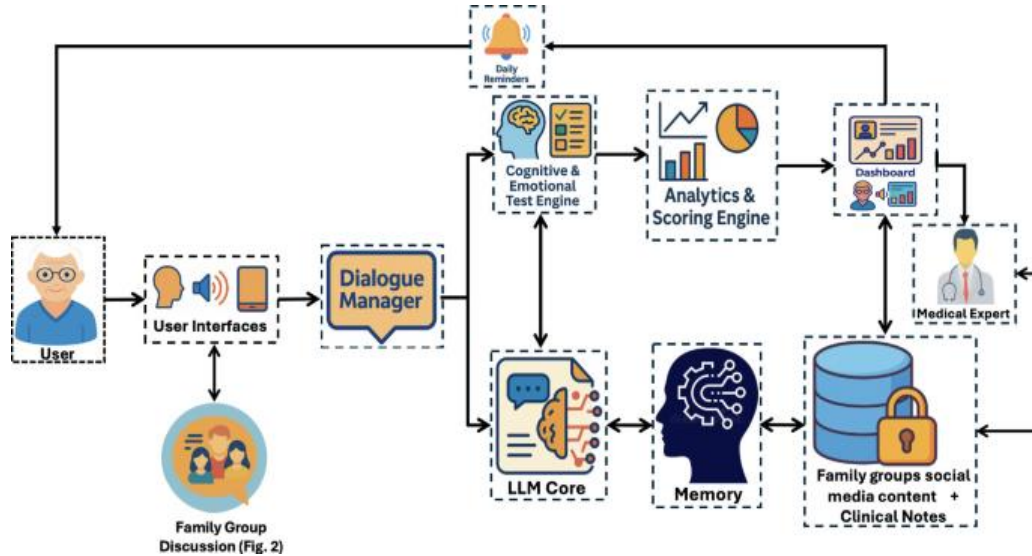 Daily
Reminders
Cognitive &
Emotional
Test Engine
Analytics &
Scoring Engine
Dashboard
Medical Expert
User
User Interfaces
Dialogue
Manager
Family Group
Discussion (Fig. 2)
LLM Core
Memory
Family groups social
media content +
Clinical Notes